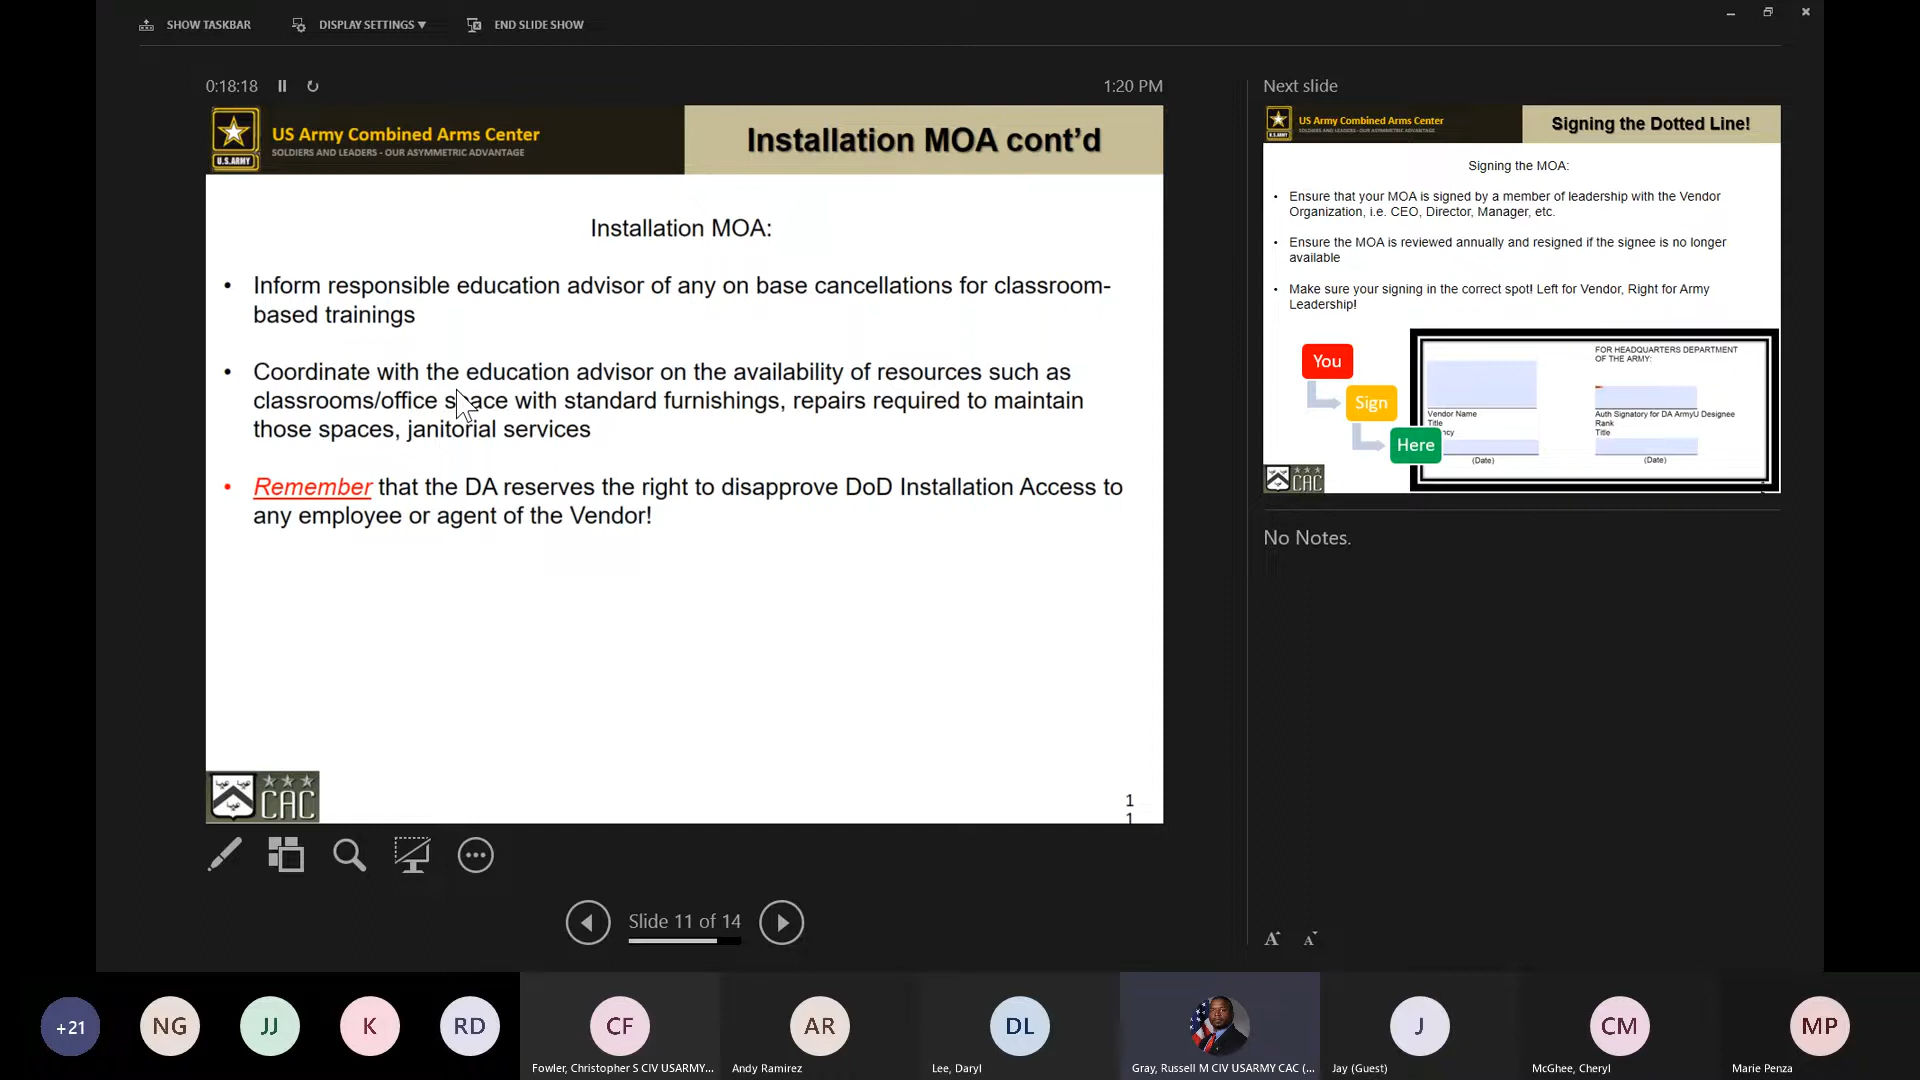 SHOW TASKBAR
DISPLAY SETTINGS ▼
END SLIDE SHOW
0:18:18
1:20 PM
US Army Combined Arms Center
SOLDIERS AND LEADERS - OUR ASYMMETRIC ADVANTAGE
U.S.ARMY
Installation MOA cont’d
Installation MOA:
• Inform responsible education advisor of any on base cancellations for classroom-
based trainings
• Coordinate with the education advisor on the availability of resources such as
classrooms/office space with standard furnishings, repairs required to maintain
those spaces, janitorial services
• Remember that the DA reserves the right to disapprove DoD Installation Access to
any employee or agent of the Vendor!
CAC
1
1
Slide 11 of 14
Next slide
US Army Combined Arms Center
SOLDIERS AND LEADERS - OUR ASYMMETRIC ADVANTAGE
U.S.ARMY
Signing the Dotted Line!
Signing the MOA:
• Ensure that your MOA is signed by a member of leadership with the Vendor
Organization, i.e. CEO, Director, Manager, etc.
• Ensure the MOA is reviewed annually and resigned if the signee is no longer
available
• Make sure your signing in the correct spot! Left for Vendor, Right for Army
Leadership!
You
Sign
Here
FOR HEADQUARTERS DEPARTMENT
OF THE ARMY:
Vendor Name
Title
ncy
(Date)
Auth Signatory for DA ArmyU Designee
Rank
Title
(Date)
CAC
No Notes.
A A
+21
NG
JJ
K
RD
CF
AR
DL
J
CM
MP
Fowler, Christopher S CIV USARMY...
Andy Ramirez
Lee, Daryl
Gray, Russell M CIV USARMY CAC (...
Jay (Guest)
McGhee, Cheryl
Marie Penza